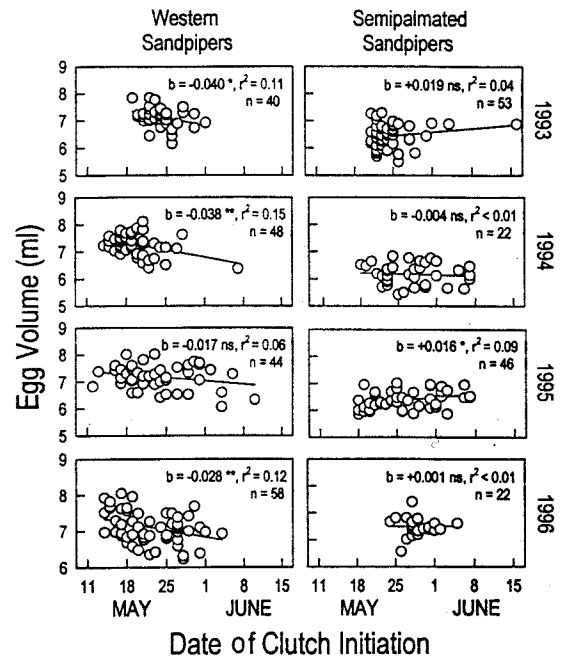 Western Sandpipers
Semipalmated Sandpipers
Egg Volume (ml)
9
8
7
6
5
b = -0.040 *, r² = 0.11
n = 40
b = +0.019 ns, r² = 0.04
n = 53
1993
9
8
7
6
5
b = -0.038 **, r² = 0.15
n = 48
b = -0.004 ns, r² < 0.01
n = 22
1994
9
8
7
6
5
b = -0.017 ns, r² = 0.06
n = 44
b = +0.016 *, r² = 0.09
n = 46
1995
9
8
7
6
b = -0.028 **, r² = 0.12
n = 58
b = +0.001 ns, r² < 0.01
n = 22
1996
11 18 25 1 8 15
MAY JUNE
11 18 25 1 8 15
MAY JUNE
Date of Clutch Initiation